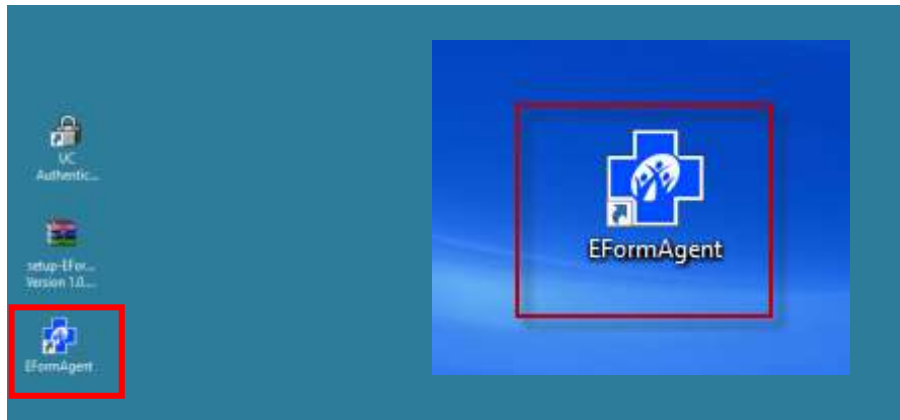 UC
Authentic...
setup-EFor...
Version 1.0....
EFormAgent
EFormAgent